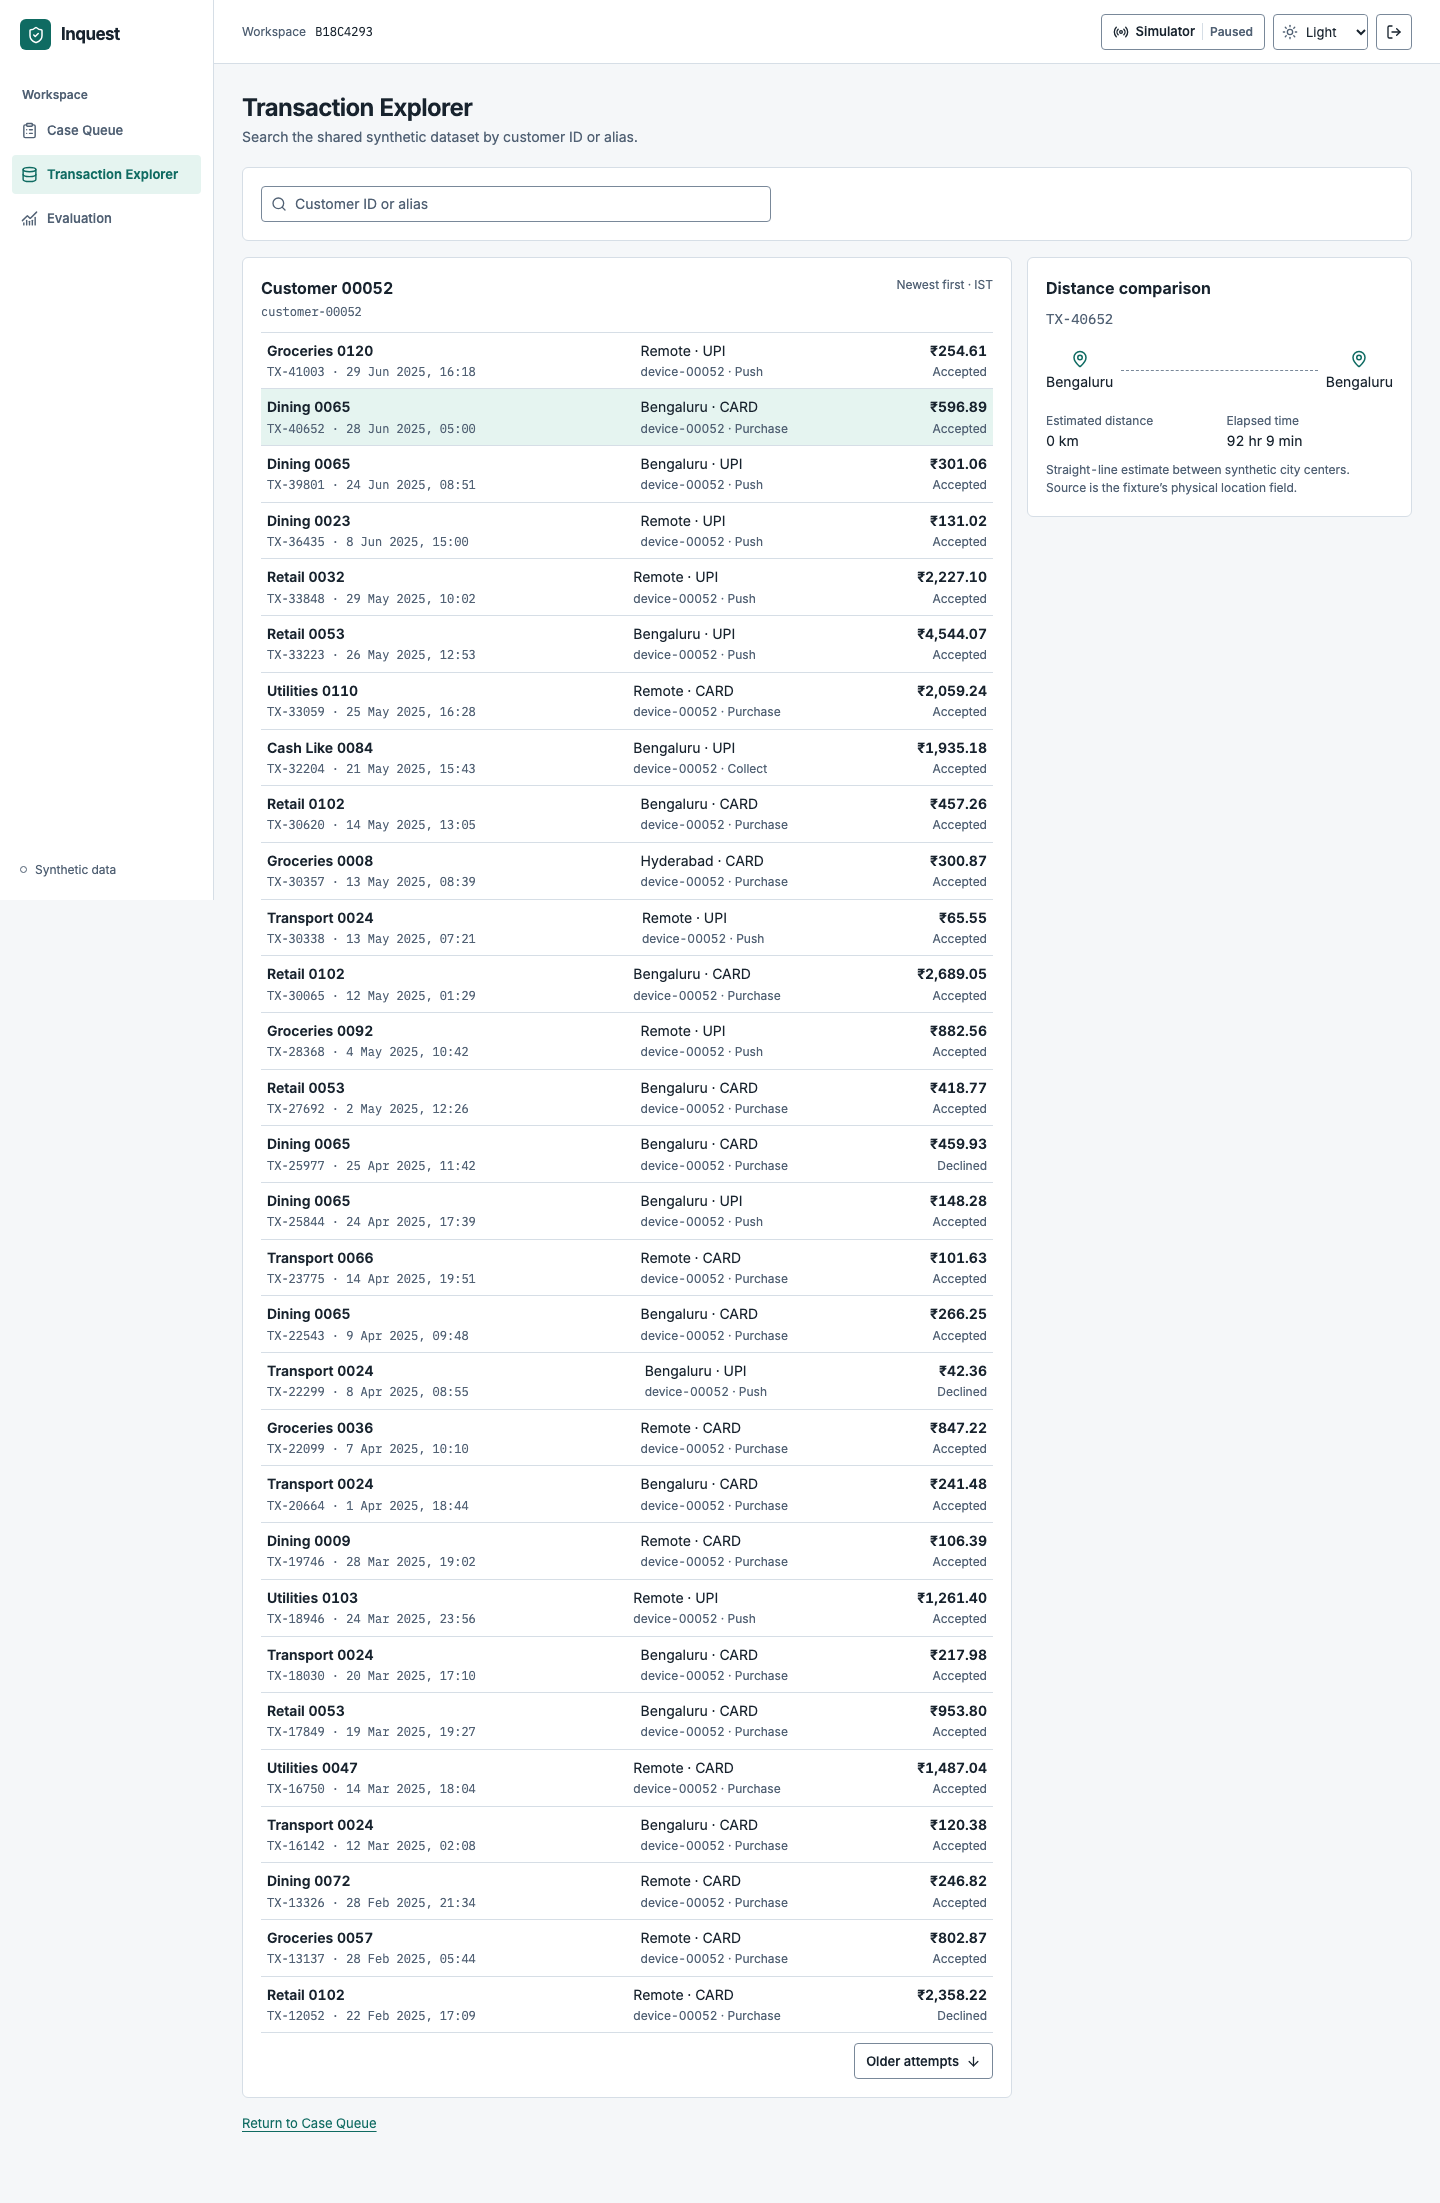 Inquest
Workspace
Case Queue
Transaction Explorer
Evaluation
Synthetic data
Workspace B18C4293
Simulator Paused
Light
Transaction Explorer
Search the shared synthetic dataset by customer ID or alias.
Customer ID or alias
Customer 00052
Newest first · IST
customer-00052
Groceries 0120 Remote · UPI ₹254.61
TX-41003 · 29 Jun 2025, 16:18 device-00052 · Push Accepted
Dining 0065 Bengaluru · CARD ₹596.89
TX-40652 · 28 Jun 2025, 05:00 device-00052 · Purchase Accepted
Dining 0065 Bengaluru · UPI ₹301.06
TX-39801 · 24 Jun 2025, 08:51 device-00052 · Push Accepted
Dining 0023 Remote · UPI ₹131.02
TX-36435 · 8 Jun 2025, 15:00 device-00052 · Push Accepted
Retail 0032 Remote · UPI ₹2,227.10
TX-33848 · 29 May 2025, 10:02 device-00052 · Push Accepted
Retail 0053 Bengaluru · UPI ₹4,544.07
TX-33223 · 26 May 2025, 12:53 device-00052 · Push Accepted
Utilities 0110 Remote · CARD ₹2,059.24
TX-33059 · 25 May 2025, 16:28 device-00052 · Purchase Accepted
Cash Like 0084 Bengaluru · UPI ₹1,935.18
TX-32204 · 21 May 2025, 15:43 device-00052 · Collect Accepted
Retail 0102 Bengaluru · CARD ₹457.26
TX-30620 · 14 May 2025, 13:05 device-00052 · Purchase Accepted
Groceries 0008 Hyderabad · CARD ₹300.87
TX-30357 · 13 May 2025, 08:39 device-00052 · Purchase Accepted
Transport 0024 Remote · UPI ₹65.55
TX-30338 · 13 May 2025, 07:21 device-00052 · Push Accepted
Retail 0102 Bengaluru · CARD ₹2,689.05
TX-30065 · 12 May 2025, 01:29 device-00052 · Purchase Accepted
Groceries 0092 Remote · UPI ₹882.56
TX-28368 · 4 May 2025, 10:42 device-00052 · Push Accepted
Retail 0053 Bengaluru · CARD ₹418.77
TX-27692 · 2 May 2025, 12:26 device-00052 · Purchase Accepted
Dining 0065 Bengaluru · CARD ₹459.93
TX-25977 · 25 Apr 2025, 11:42 device-00052 · Purchase Declined
Dining 0065 Bengaluru · UPI ₹148.28
TX-25844 · 24 Apr 2025, 17:39 device-00052 · Push Accepted
Transport 0066 Remote · CARD ₹101.63
TX-23775 · 14 Apr 2025, 19:51 device-00052 · Purchase Accepted
Dining 0065 Bengaluru · CARD ₹266.25
TX-22543 · 9 Apr 2025, 09:48 device-00052 · Purchase Accepted
Transport 0024 Bengaluru · UPI ₹42.36
TX-22299 · 8 Apr 2025, 08:55 device-00052 · Push Declined
Groceries 0036 Remote · CARD ₹847.22
TX-22099 · 7 Apr 2025, 10:10 device-00052 · Purchase Accepted
Transport 0024 Bengaluru · CARD ₹241.48
TX-20664 · 1 Apr 2025, 18:44 device-00052 · Purchase Accepted
Dining 0009 Remote · CARD ₹106.39
TX-19746 · 28 Mar 2025, 19:02 device-00052 · Purchase Accepted
Utilities 0103 Remote · UPI ₹1,261.40
TX-18946 · 24 Mar 2025, 23:56 device-00052 · Push Accepted
Transport 0024 Bengaluru · CARD ₹217.98
TX-18030 · 20 Mar 2025, 17:10 device-00052 · Purchase Accepted
Retail 0053 Bengaluru · CARD ₹953.80
TX-17849 · 19 Mar 2025, 19:27 device-00052 · Purchase Accepted
Utilities 0047 Remote · CARD ₹1,487.04
TX-16750 · 14 Mar 2025, 18:04 device-00052 · Purchase Accepted
Transport 0024 Bengaluru · CARD ₹120.38
TX-16142 · 12 Mar 2025, 02:08 device-00052 · Purchase Accepted
Dining 0072 Remote · CARD ₹246.82
TX-13326 · 28 Feb 2025, 21:34 device-00052 · Purchase Accepted
Groceries 0057 Remote · CARD ₹802.87
TX-13137 · 28 Feb 2025, 05:44 device-00052 · Purchase Accepted
Retail 0102 Remote · CARD ₹2,358.22
TX-12052 · 22 Feb 2025, 17:09 device-00052 · Purchase Declined
Older attempts ↓
Return to Case Queue
Distance comparison
TX-40652
Bengaluru Bengaluru
Estimated distance Elapsed time
0 km 92 hr 9 min
Straight-line estimate between synthetic city centers.
Source is the fixture’s physical location field.